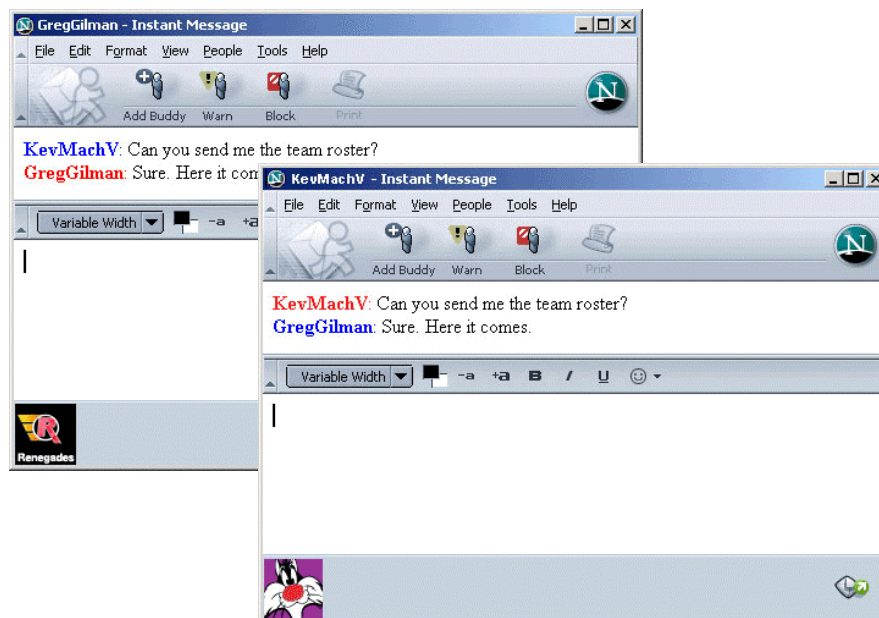 GregGilman - Instant Message
File Edit Format View People Tools Help
Add Buddy Warn Block Print
KevMachV: Can you send me the team roster?
GregGilman: Sure. Here it com
Variable Width -a +a
R
Renegades
KevMachV - Instant Message
File Edit Format View People Tools Help
Add Buddy Warn Block Print
N
KevMachV: Can you send me the team roster?
GregGilman: Sure. Here it comes.
Variable Width -a +a B I U